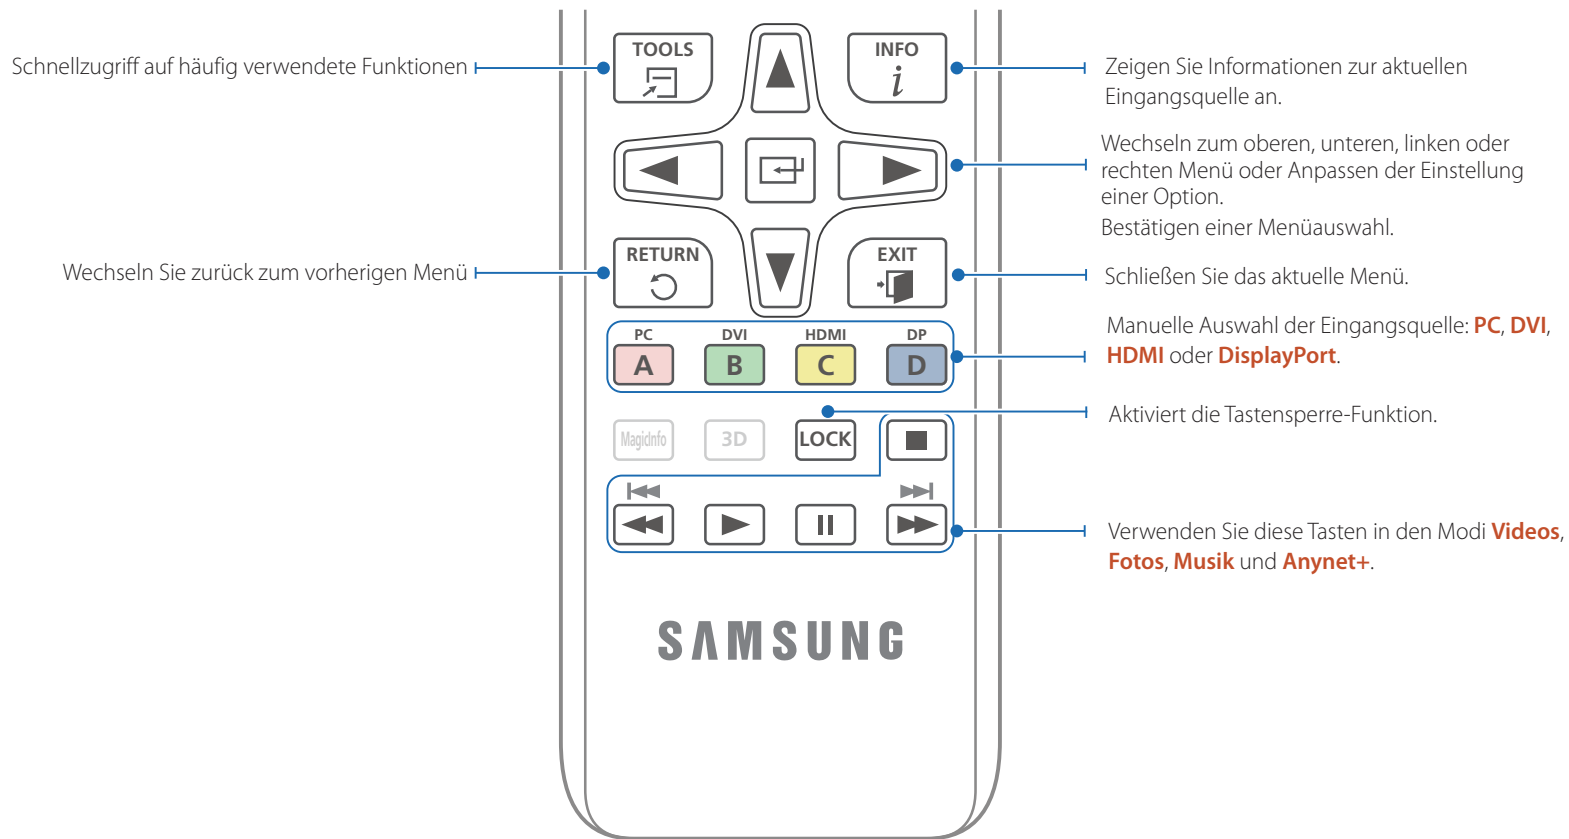 TOOLS
INFO
i
Schnellzugriff auf häufig verwendete Funktionen
Zeigen Sie Informationen zur aktuellen
Eingangsquelle an.
Wechseln zum oberen, unteren, linken oder
rechten Menü oder Anpassen der Einstellung
einer Option.
Bestätigen einer Menüauswahl.
RETURN
EXIT
Wechseln Sie zurück zum vorherigen Menü
Schließen Sie das aktuelle Menü.
PC DVI HDMI DP
A B C D
Manuelle Auswahl der Eingangsquelle: PC, DVI,
HDMI oder DisplayPort.
Aktiviert die Tastensperre-Funktion.
MagicInfo 3D LOCK
Verwenden Sie diese Tasten in den Modi Videos,
Fotos, Musik und Anynet+.
SAMSUNG